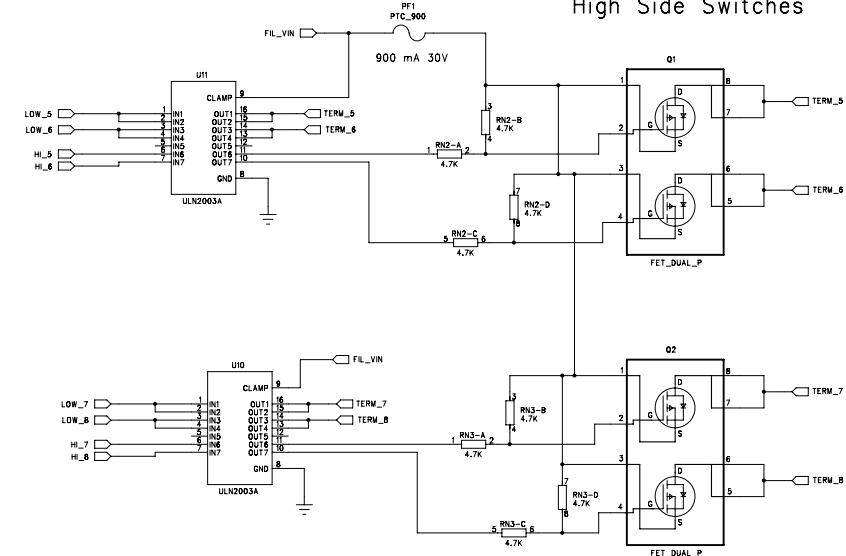 High Side Switches
PF1
PTC_900
FIL_VIN
900 mA 30V
U11
CLAMP 9
LOW_5 1 IN1 OUT1 16 TERM_5
2 IN2 OUT2 15
LOW_6 3 IN3 OUT3 14 TERM_6
4 IN4 OUT4 13
5 IN5 OUT5 12
HI_5 6 IN6 OUT6 11
HI_6 7 IN7 OUT7 10
GND 8
ULN2003A
3
RN2-B
4.7K
4
RN2-A
1 2
4.7K
7
RN2-D
4.7K
8
RN2-C
5 6
4.7K
Q1
1 D 8
TERM_5
7
2 G
S
3 D 6
TERM_6
5
4 G
S
FET_DUAL_P
FIL_VIN
U10
CLAMP 9
LOW_7 1 IN1 OUT1 16 TERM_7
2 IN2 OUT2 15
LOW_8 3 IN3 OUT3 14 TERM_8
4 IN4 OUT4 13
5 IN5 OUT5 12
HI_7 6 IN6 OUT6 11
HI_8 7 IN7 OUT7 10
GND 8
ULN2003A
3
RN3-B
4.7K
4
RN3-A
1 2
4.7K
7
RN3-D
4.7K
8
RN3-C
5 6
4.7K
Q2
1 D 8
TERM_7
7
2 G
S
3 D 6
TERM_8
5
4 G
S
FET_DUAL_P